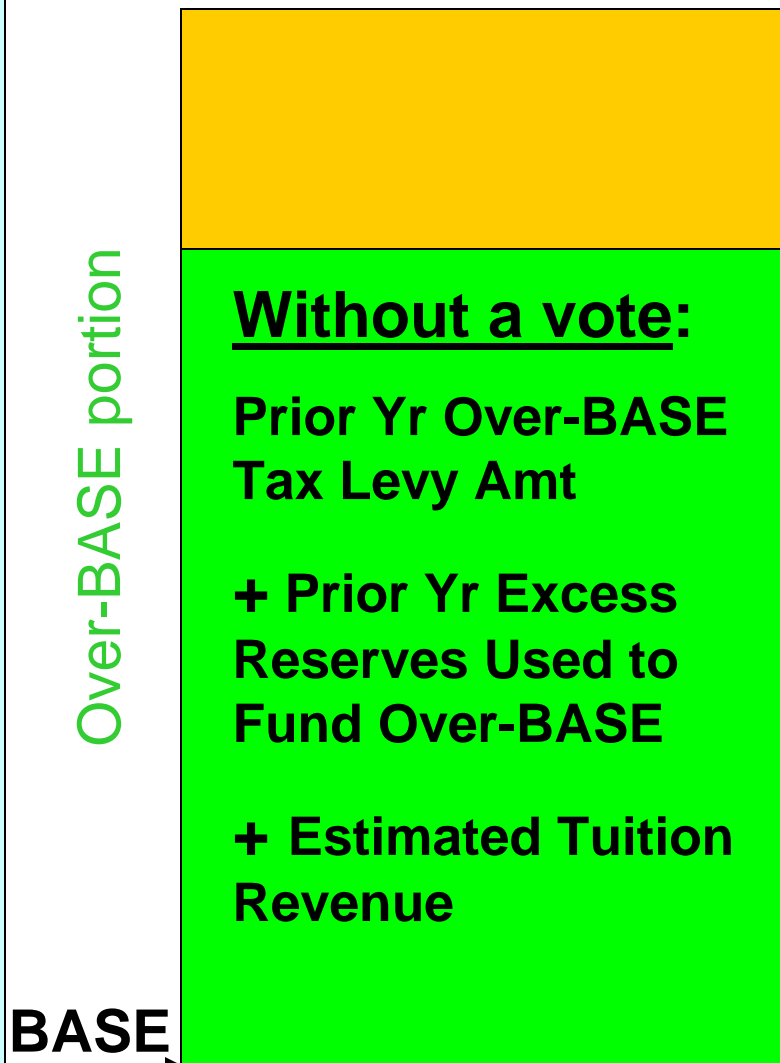 Over-BASE portion
Without a vote:
Prior Yr Over-BASE
Tax Levy Amt
+ Prior Yr Excess
Reserves Used to
Fund Over-BASE
+ Estimated Tuition
Revenue
BASE